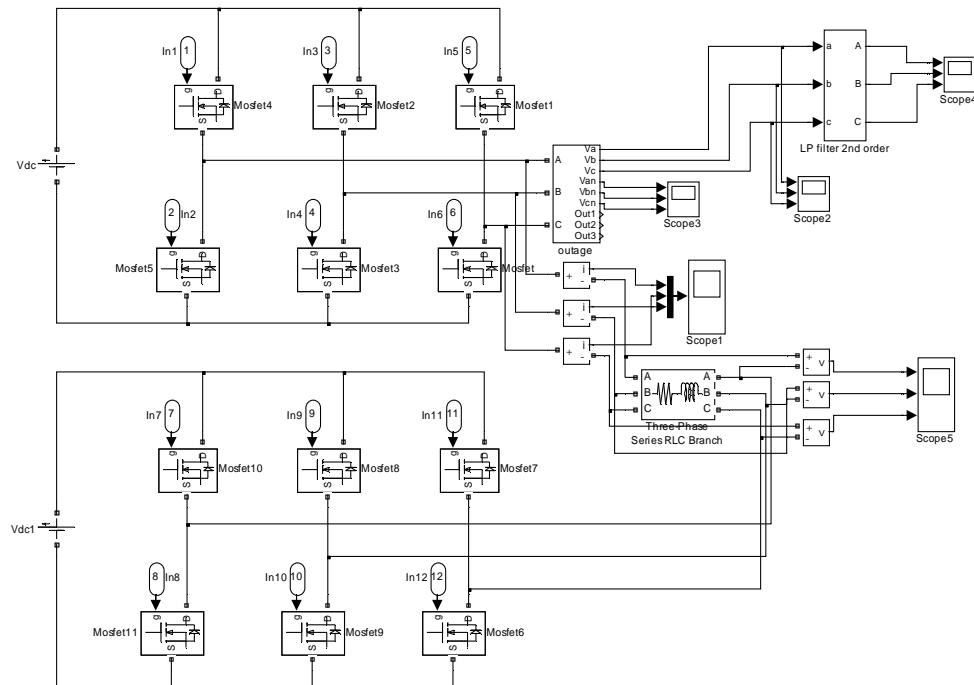 In1 1
In3 3
In5 5
g D S Mosfet4
g D S Mosfet2
g D S Mosfet1
Vdc
2 In2
In4 4
In6 6
g D S Mosfet5
g D S Mosfet3
g D S Mosfet
A
B
C
Va
Vb
Vc
Van
Vbn
Vcn
Out1
Out2
Out3
outage
Scope3
a A
b B
c C
LP filter 2nd order
Scope4
Scope2
+ i -
+ i -
+ i -
Scope1
A A
B B
C C
Three-Phase
Series RLC Branch
+ - v
+ - v
+ - v
Scope5
In7 7
In9 9
In11 11
g D S Mosfet10
g D S Mosfet8
g D S Mosfet7
Vdc1
8 In8
In10 10
In12 12
g D S Mosfet11
g D S Mosfet9
g D S Mosfet6